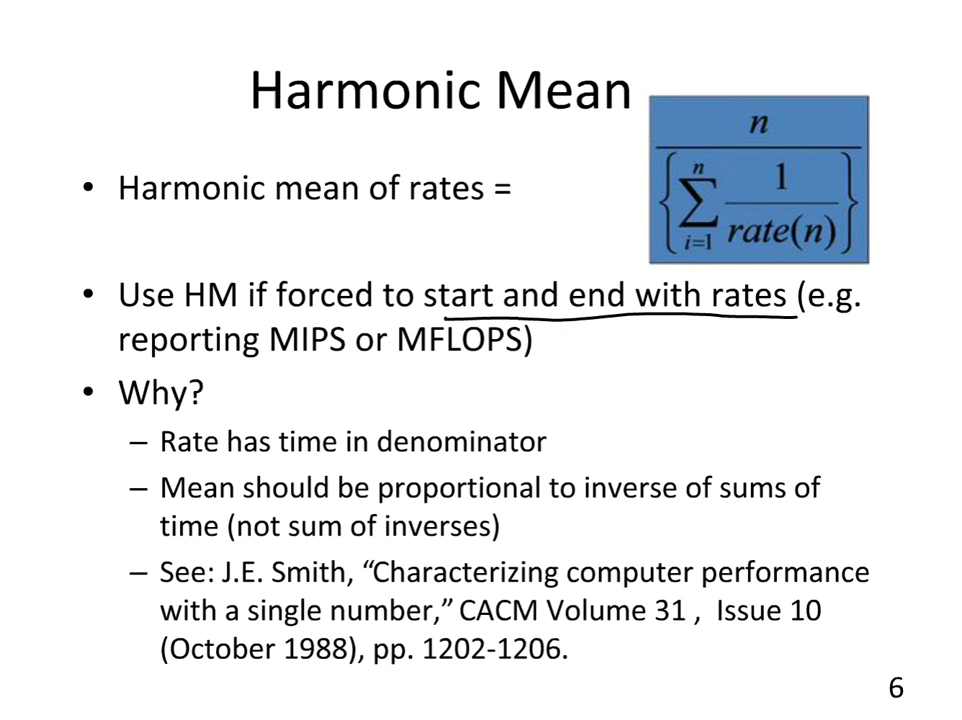 Harmonic Mean
n
n
1
∑
i=1
rate(n)
• Harmonic mean of rates =
• Use HM if forced to start and end with rates (e.g.
reporting MIPS or MFLOPS)
• Why?
– Rate has time in denominator
– Mean should be proportional to inverse of sums of
time (not sum of inverses)
– See: J.E. Smith, “Characterizing computer performance
with a single number,” CACM Volume 31 , Issue 10
(October 1988), pp. 1202-1206.
6